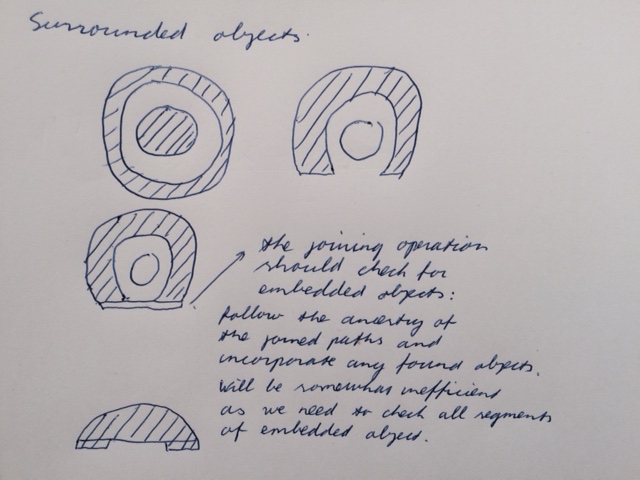 Surrounded objects.
the joining operation
should check for
embedded objects:
follow the ancestry of
the joined paths and
incorporate any found objects.
will be somewhat inefficient
as we need to check all segments
of embedded object.